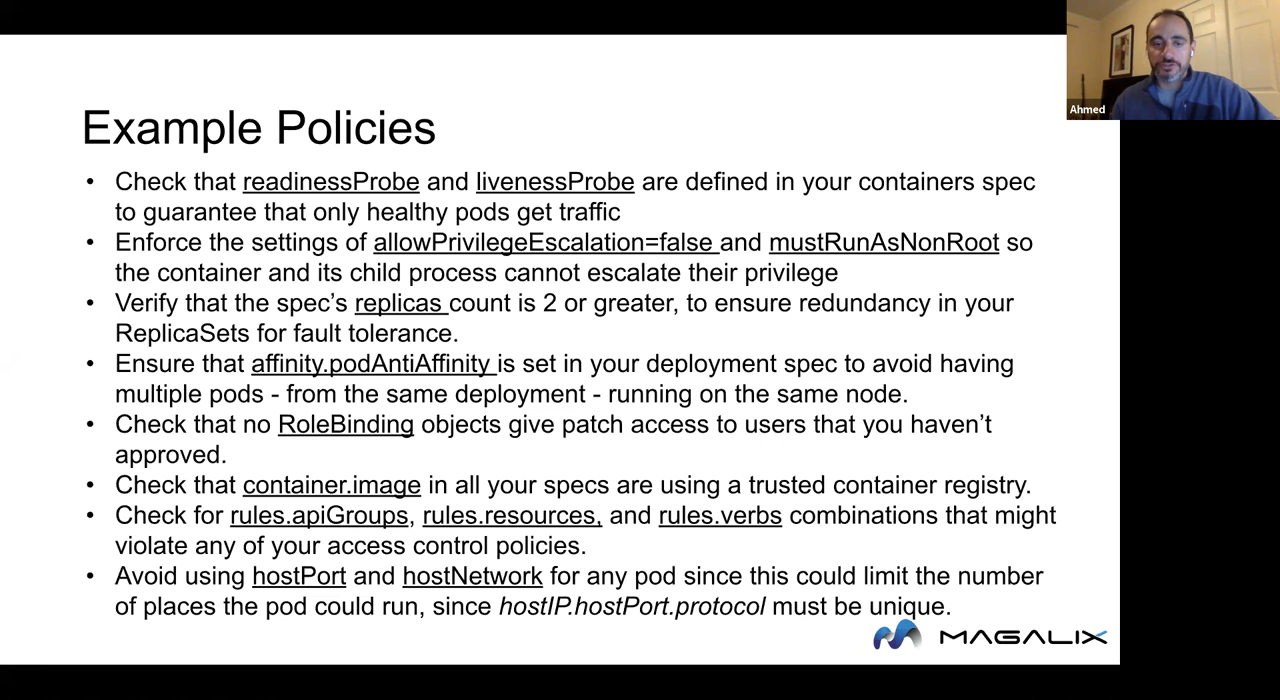 Ahmed
Example Policies
• Check that readinessProbe and livenessProbe are defined in your containers spec
to guarantee that only healthy pods get traffic
• Enforce the settings of allowPrivilegeEscalation=false and mustRunAsNonRoot so
the container and its child process cannot escalate their privilege
• Verify that the spec’s replicas count is 2 or greater, to ensure redundancy in your
ReplicaSets for fault tolerance.
• Ensure that affinity.podAntiAffinity is set in your deployment spec to avoid having
multiple pods - from the same deployment - running on the same node.
• Check that no RoleBinding objects give patch access to users that you haven’t
approved.
• Check that container.image in all your specs are using a trusted container registry.
• Check for rules.apiGroups, rules.resources, and rules.verbs combinations that might
violate any of your access control policies.
• Avoid using hostPort and hostNetwork for any pod since this could limit the number
of places the pod could run, since hostIP.hostPort.protocol must be unique.
MAGALIX